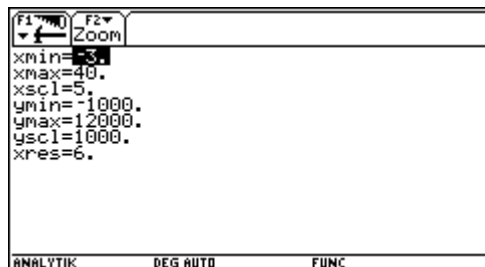 F1 F2
Zoom
xmin=-3.
xmax=40.
xscl=5.
ymin=-1000.
ymax=12000.
yscl=1000.
xres=6.
ANALYTIK DEG AUTO FUNC